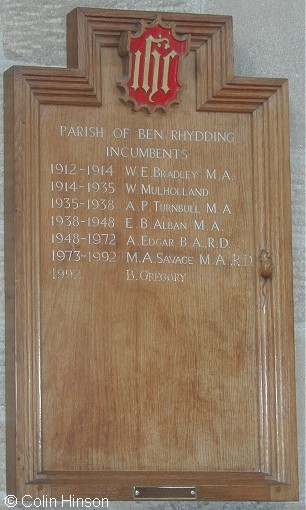 ihs
PARISH OF BEN RHYDDING
INCUMBENTS
1912-1914 W.E. BRADLEY M.A.
1914-1935 W. MULHOLLAND
1935-1938 A.P. TURNBULL M.A.
1938-1948 E.B. ALBAN M.A.
1948-1972 A. EDGAR B.A., R.D.
1973-1992 M.A. SAVAGE M.A., R.D.
1992 B. GREGORY
© Colin Hinson